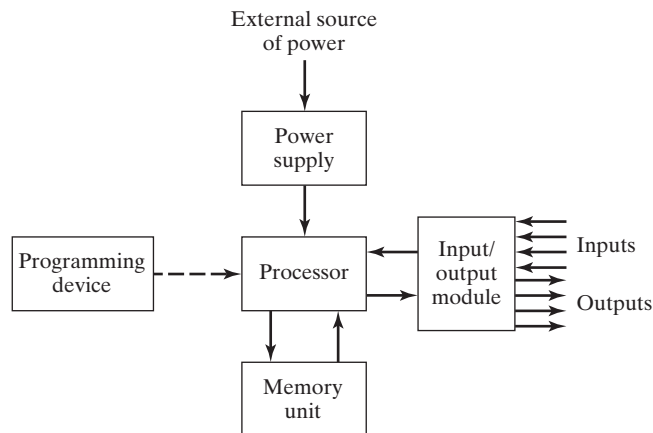 External source
of power
Power
supply
Programming
device
Processor
Input/
output
module
Inputs
Outputs
Memory
unit